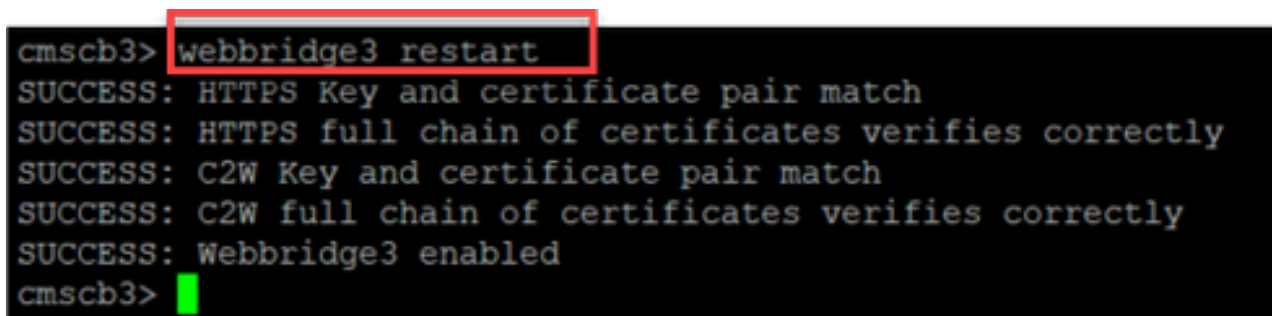 cmscb3> webbridge3 restart
SUCCESS: HTTPS Key and certificate pair match
SUCCESS: HTTPS full chain of certificates verifies correctly
SUCCESS: C2W Key and certificate pair match
SUCCESS: C2W full chain of certificates verifies correctly
SUCCESS: Webbridge3 enabled
cmscb3>